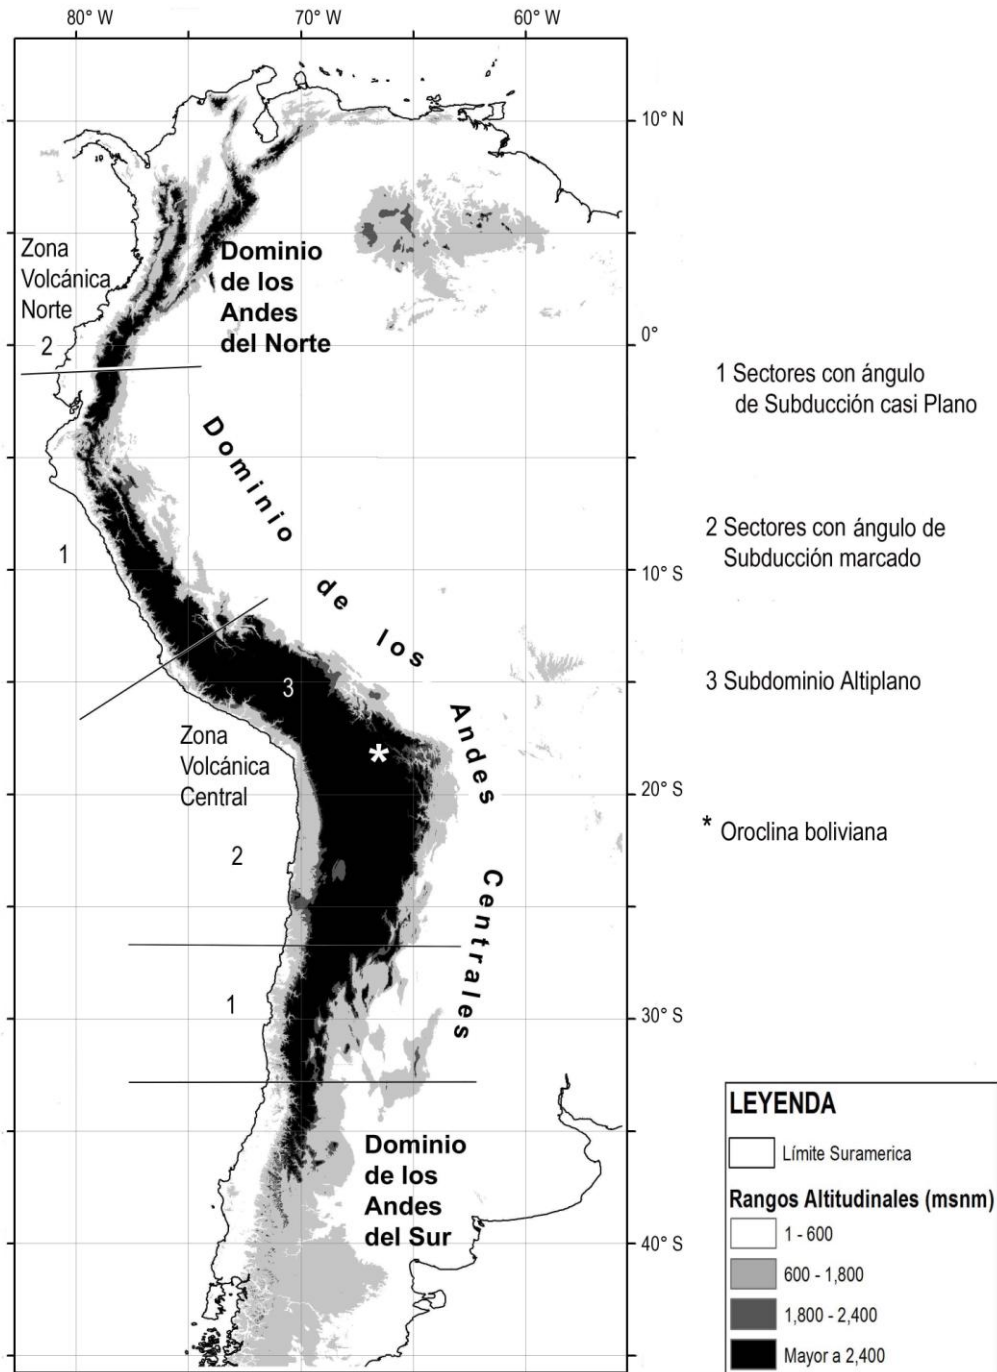 80° W
70° W
60° W
10° N
Zona
Volcánica
Norte
2
Dominio
de los
Andes
del Norte
0°
1 Sectores con ángulo
de Subducción casi Plano
Dominio de los Andes Centrales
1
2 Sectores con ángulo de
Subducción marcado
10° S
3
3 Subdominio Altiplano
Zona
Volcánica
Central
*
20° S
* Oroclina boliviana
2
1
30° S
Dominio
de los
Andes
del Sur
40° S
LEYENDA
Límite Suramerica
Rangos Altitudinales (msnm)
1 - 600
600 - 1,800
1,800 - 2,400
Mayor a 2,400